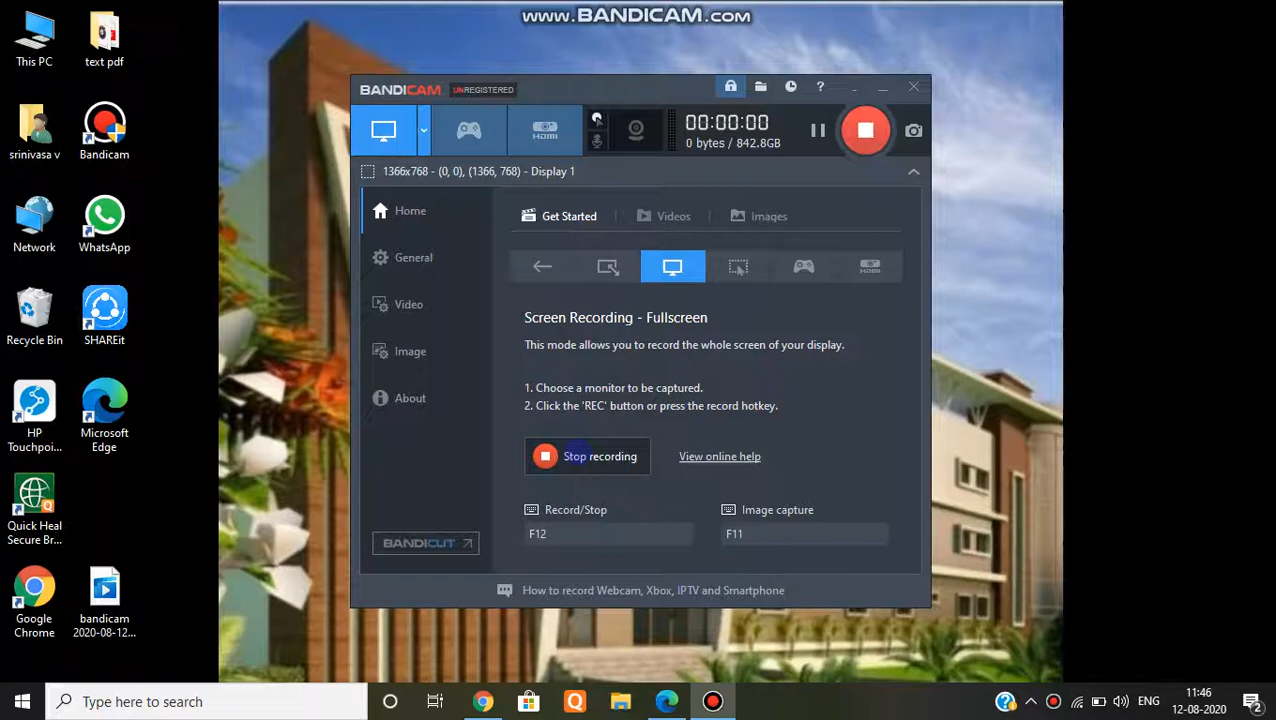 www.BANDICAM.com
This PC
text pdf
srinivasa v
Bandicam
Network
WhatsApp
Recycle Bin
SHAREit
HP
Touchpoi...
Microsoft
Edge
Quick Heal
Secure Br...
Google
Chrome
bandicam
2020-08-12...
BANDICAM UNREGISTERED
?
HDMI
00:00:00
0 bytes / 842.8GB
1366x768 - (0, 0), (1366, 768) - Display 1
Home
General
Video
Image
About
BANDICUT
Get Started
Videos
Images
HDMI
Screen Recording - Fullscreen
This mode allows you to record the whole screen of your display.
1. Choose a monitor to be captured.
2. Click the 'REC' button or press the record hotkey.
Stop recording
View online help
Record/Stop
Image capture
F12
F11
How to record Webcam, Xbox, IPTV and Smartphone
Type here to search
Q
ENG
11:46
12-08-2020
2